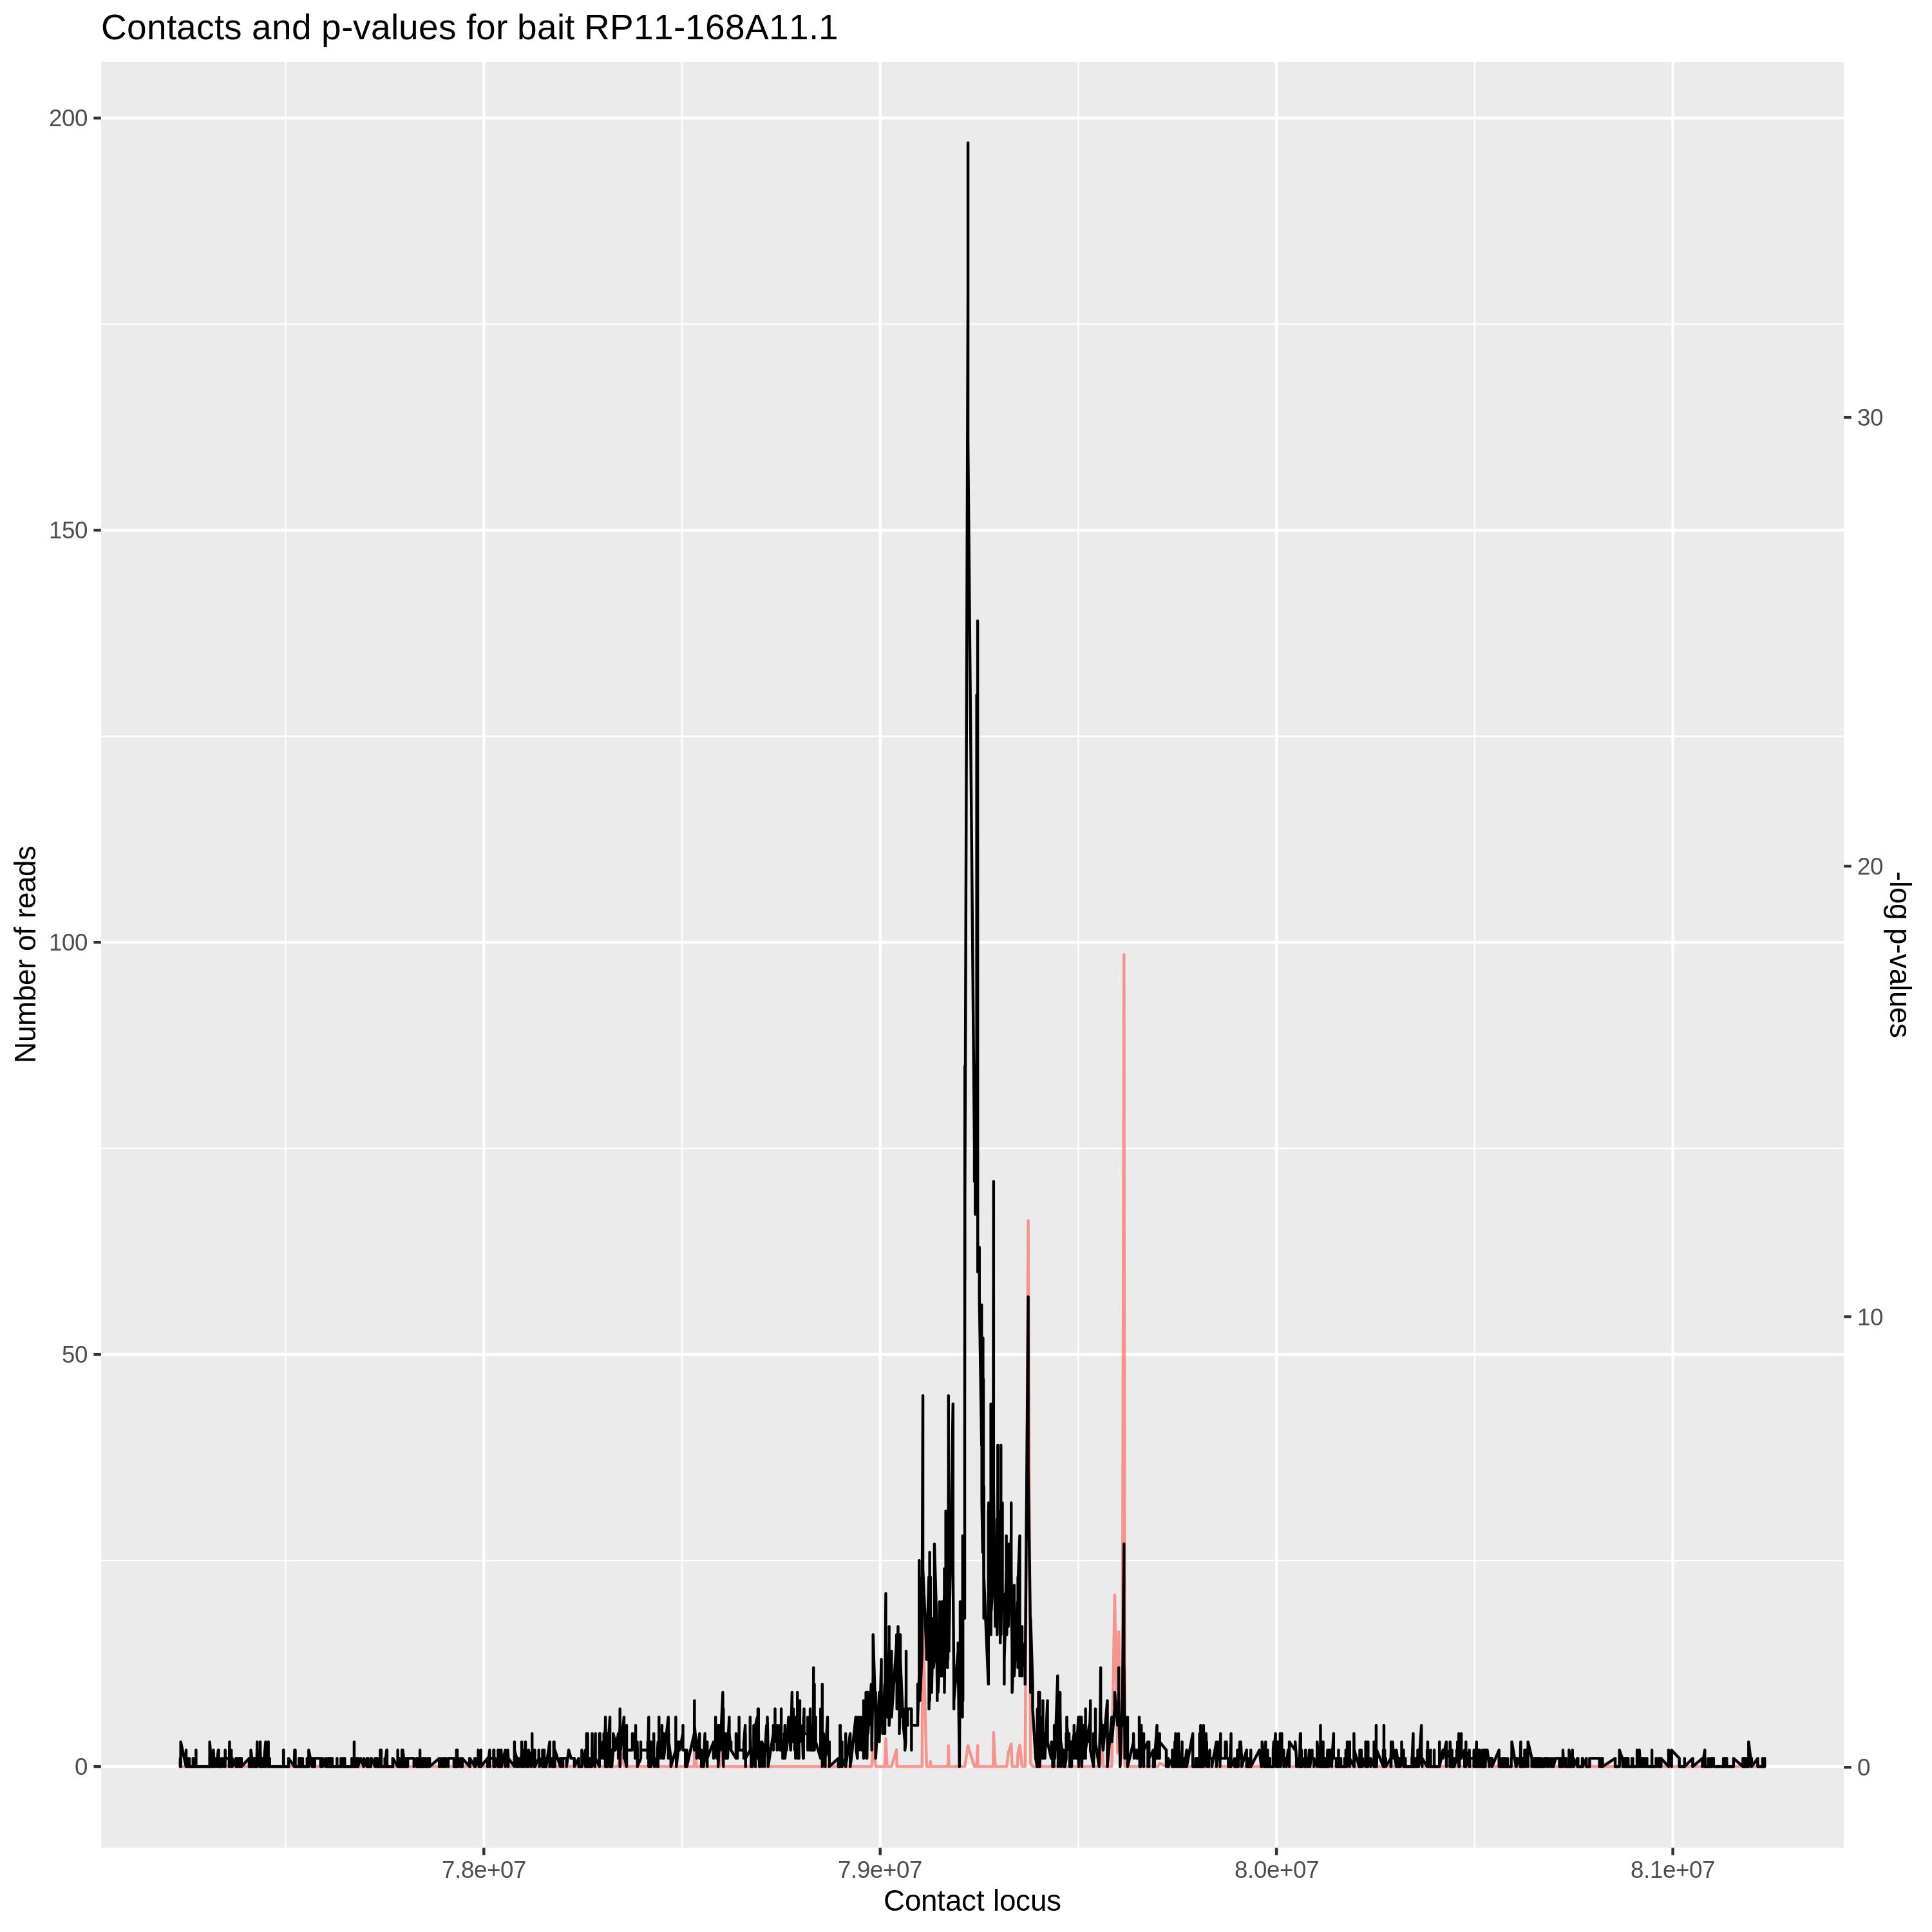 Contacts and p-values for bait RP11-168A11.1
Number of reads
200
150
100
50
0
30
20
10
0
-log p-values
7.8e+07
7.9e+07
8.0e+07
8.1e+07
Contact locus